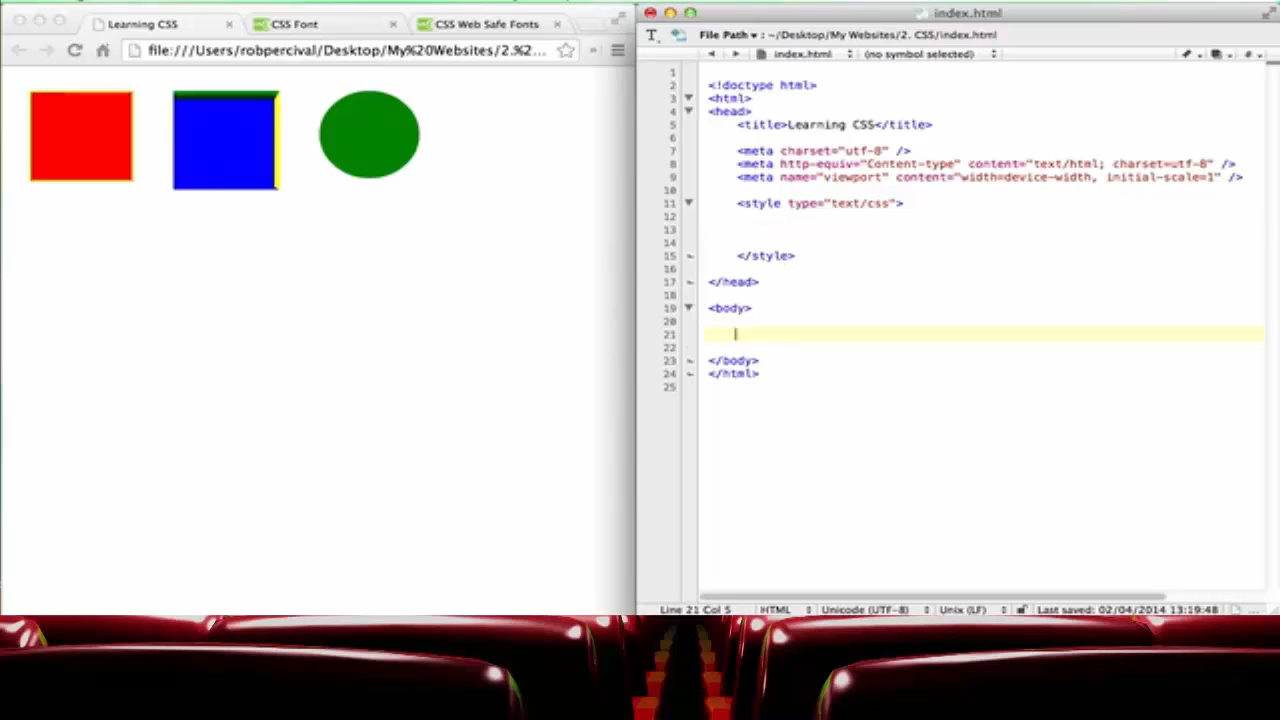 Learning CSS
CSS Font
CSS Web Safe Fonts
file:///Users/robpercival/Desktop/My%20Websites/2.%2...
index.html
File Path ▾ : ~/Desktop/My Websites/2. CSS/index.html
index.html (no symbol selected)
1
2 <!doctype html>
3 <html>
4 <head>
5 <title>Learning CSS</title>
6
7 <meta charset="utf-8" />
8 <meta http-equiv="Content-type" content="text/html; charset=utf-8" />
9 <meta name="viewport" content="width=device-width, initial-scale=1" />
10
11 <style type="text/css">
12
13
14
15 </style>
16
17 </head>
18
19 <body>
20
21
22
23 </body>
24 </html>
25
Line 21 Col 5 HTML Unicode (UTF-8) Unix (LF) Last saved: 02/04/2014 13:19:48